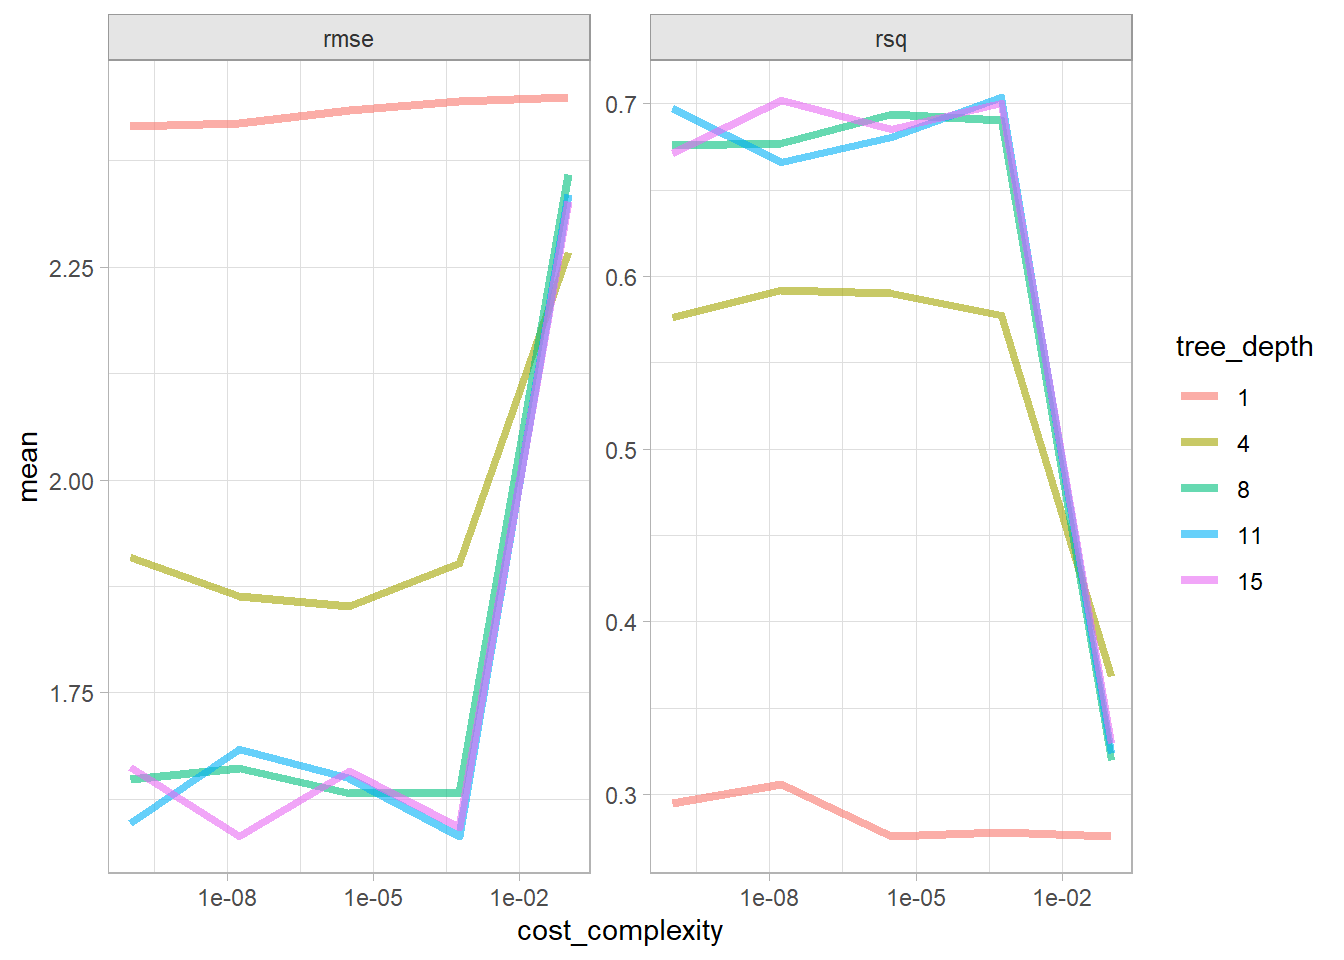 rmse
rsq
mean
2.25
2.00
1.75
0.7
0.6
0.5
0.4
0.3
1e-08
1e-05
1e-02
1e-08
1e-05
1e-02
cost_complexity
tree_depth
1
4
8
11
15